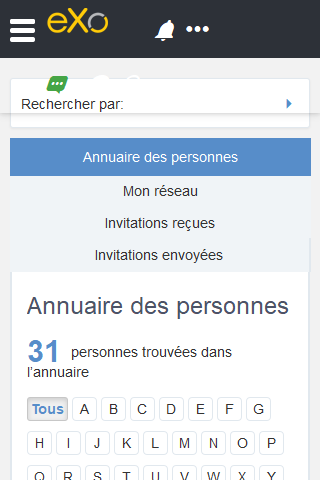 eXo
Rechercher par:
Annuaire des personnes
Mon réseau
Invitations reçues
Invitations envoyées
Annuaire des personnes
31 personnes trouvées dans
l'annuaire
Tous A B C D E F G
H I J K L M N O P
Q R S T U V W X Y